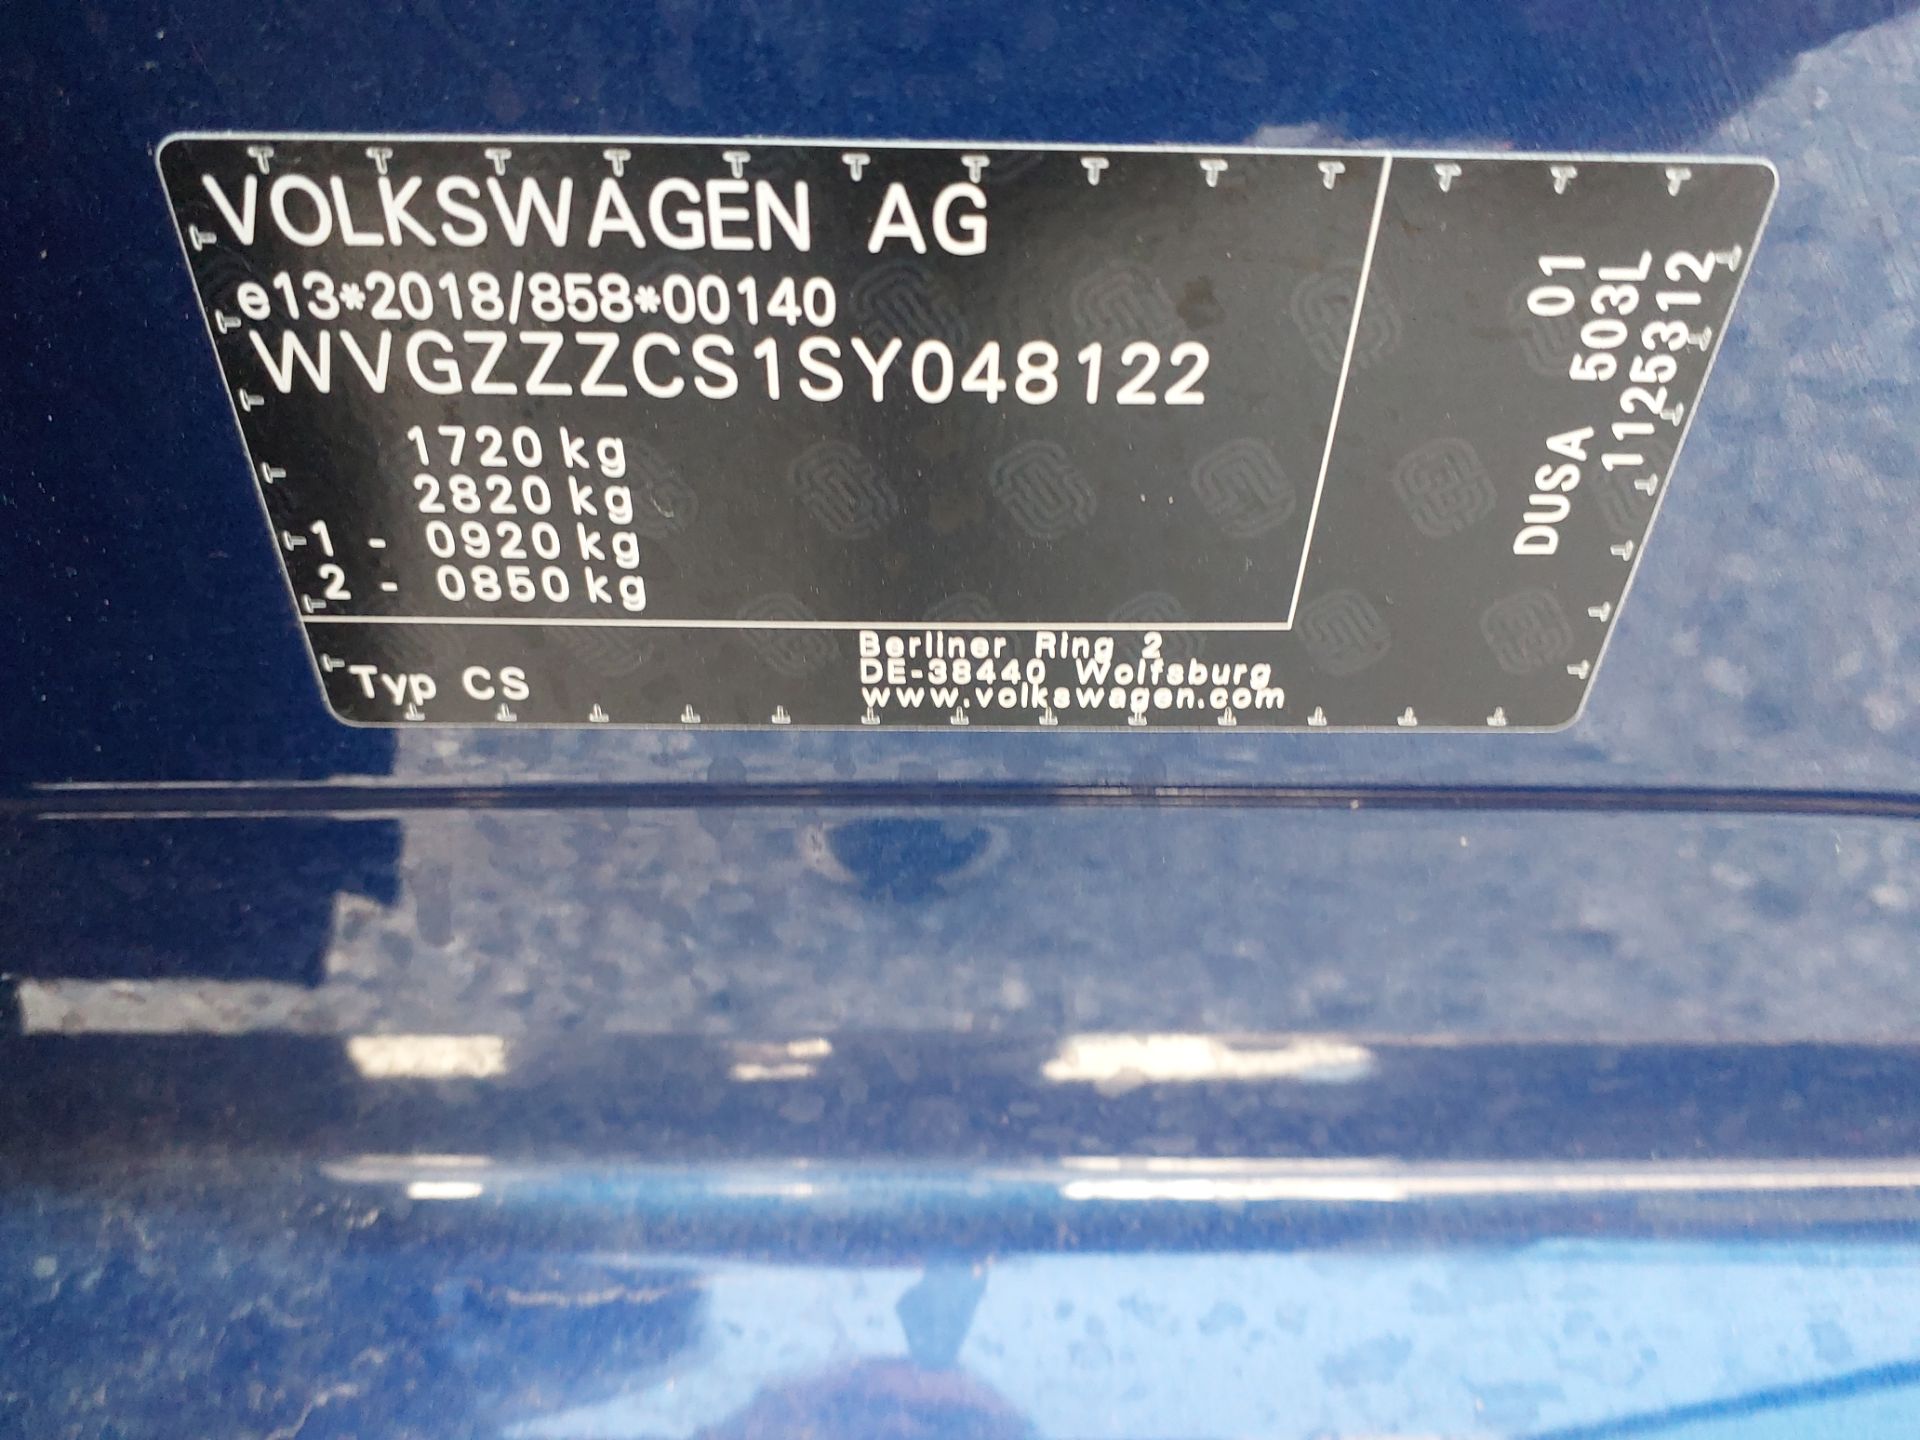 VOLKSWAGEN AG
e13*2018/858*00140
WVGZZZCS1SY048122
1720 kg
2820 kg
1 - 0920 kg
2 - 0850 kg
Typ CS
Berliner Ring 2
DE-38440 Wolfsburg
www.volkswagen.com
DUSA 01
503L
1125312